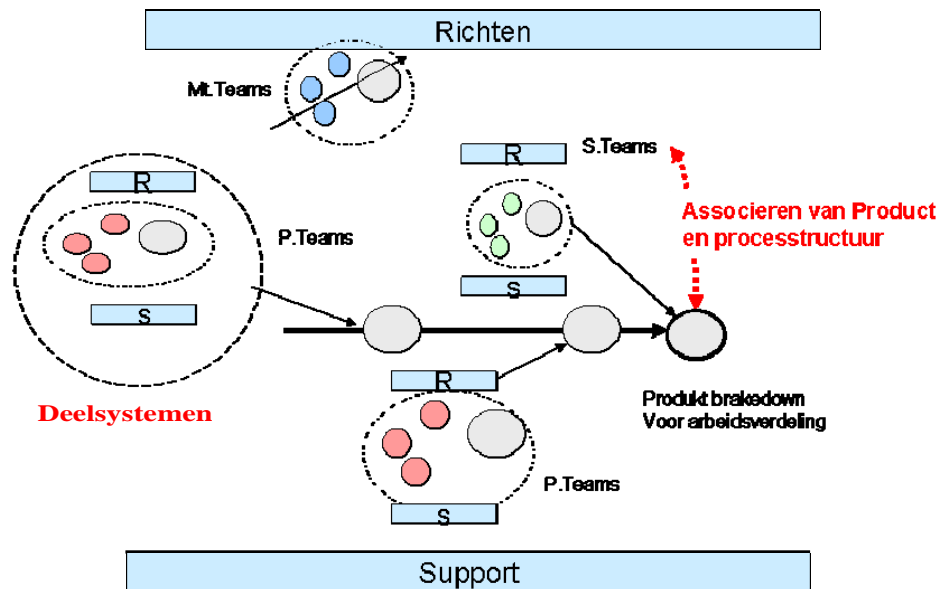 Richten
Mt.Teams
R
S.Teams
R
P.Teams
Associeren van Product
en processtructuur
S
S
Deelsystemen
R
Produkt brakedown
Voor arbeidsverdeling
P.Teams
S
Support